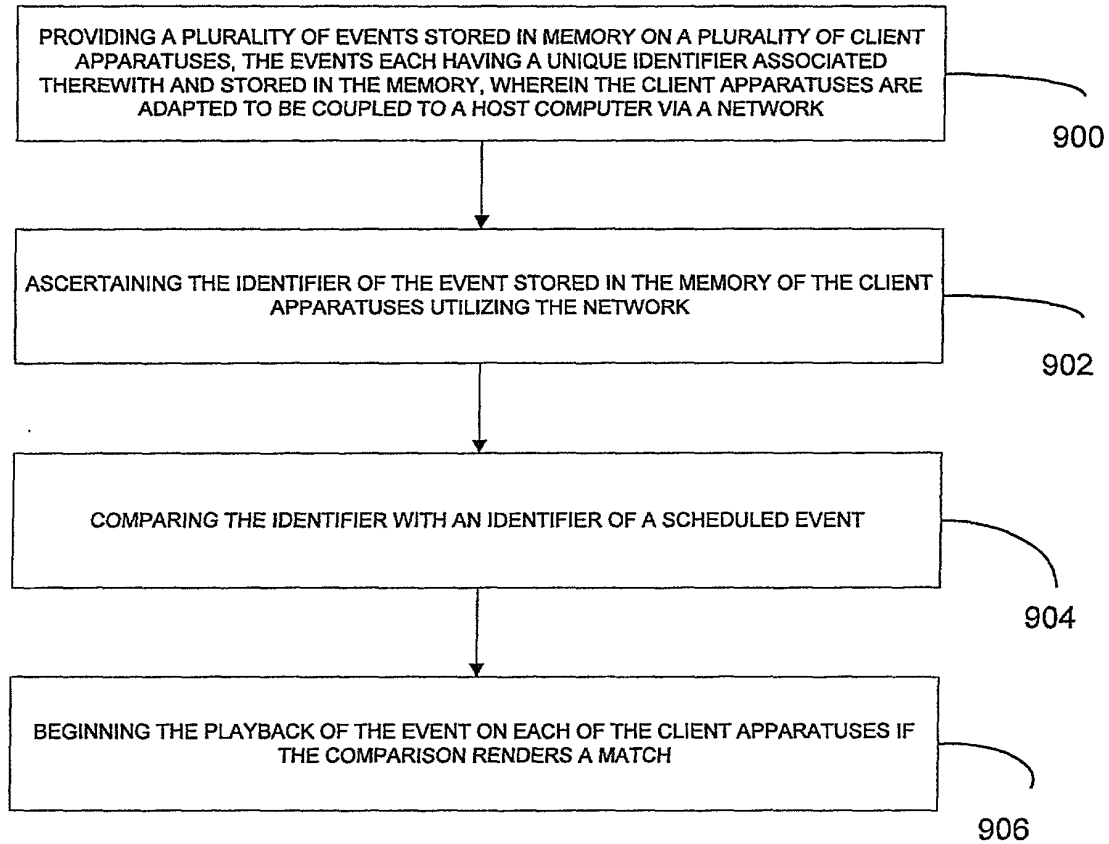 PROVIDING A PLURALITY OF EVENTS STORED IN MEMORY ON A PLURALITY OF CLIENT
APPARATUSES, THE EVENTS EACH HAVING A UNIQUE IDENTIFIER ASSOCIATED
THEREWITH AND STORED IN THE MEMORY, WHEREIN THE CLIENT APPARATUSES ARE
ADAPTED TO BE COUPLED TO A HOST COMPUTER VIA A NETWORK
900
ASCERTAINING THE IDENTIFIER OF THE EVENT STORED IN THE MEMORY OF THE CLIENT
APPARATUSES UTILIZING THE NETWORK
902
COMPARING THE IDENTIFIER WITH AN IDENTIFIER OF A SCHEDULED EVENT
904
BEGINNING THE PLAYBACK OF THE EVENT ON EACH OF THE CLIENT APPARATUSES IF
THE COMPARISON RENDERS A MATCH
906